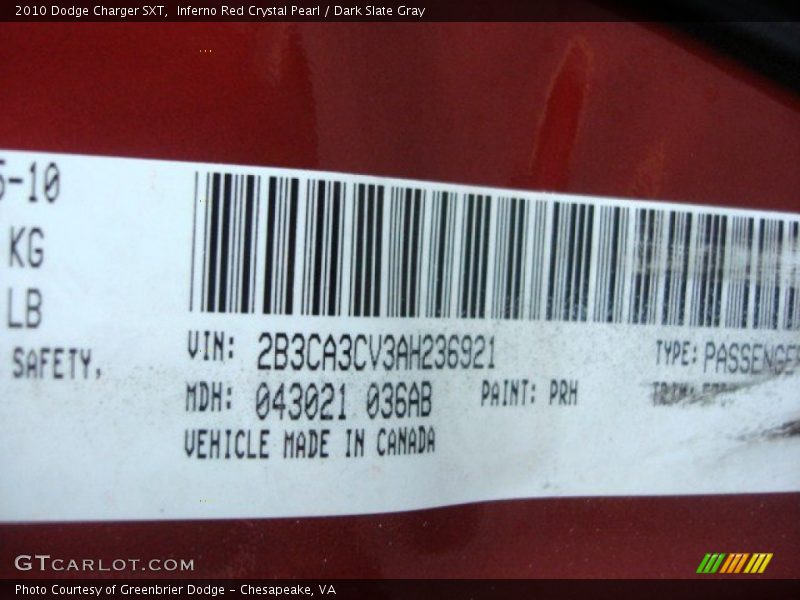 2010 Dodge Charger SXT,  Inferno Red Crystal Pearl / Dark Slate Gray
-10
KG
LB
SAFETY,
VIN: 2B3CA3CV3AH236921
TYPE: PASSENGER
MDH: 043021 036AB
PAINT: PRH
TRIM:
VEHICLE MADE IN CANADA
GTCARLOT.COM
Photo Courtesy of Greenbrier Dodge - Chesapeake, VA